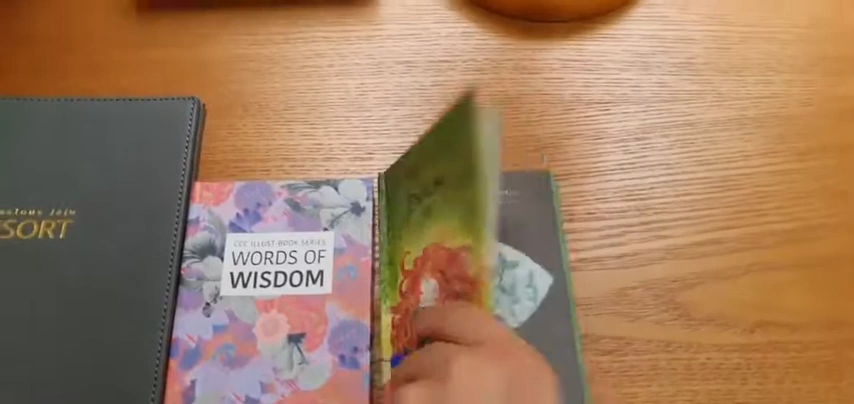 SORT
CCC ILLUST-BOOK SERIES
WORDS OF
WISDOM